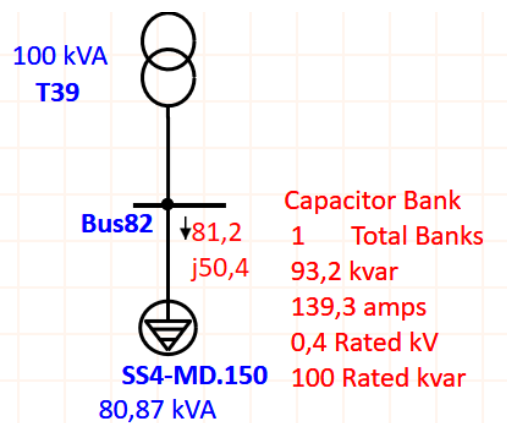 100 kVA
T39
Bus82
81,2
j50,4
SS4-MD.150
80,87 kVA
Capacitor Bank
1 Total Banks
93,2 kvar
139,3 amps
0,4 Rated kV
100 Rated kvar